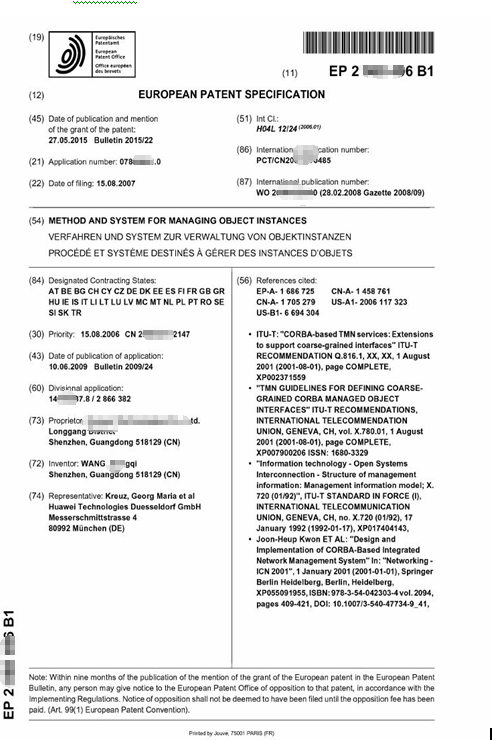 (19)
Europäisches
Patentamt
European
Patent Office
Office européen
des brevets
(11)
EP 2 6 B1
(12)
EUROPEAN PATENT SPECIFICATION
(45) Date of publication and mention
of the grant of the patent:
27.05.2015 Bulletin 2015/22
(21) Application number: 078 .0
(22) Date of filing: 15.08.2007
(51) Int Cl.:
H04L 12/24 (2006.01)
(86) Internation cation number:
PCT/CN20 0485
(87) International publication number:
WO 20 0 (28.02.2008 Gazette 2008/09)
(54) METHOD AND SYSTEM FOR MANAGING OBJECT INSTANCES
VERFAHREN UND SYSTEM ZUR VERWALTUNG VON OBJEKTINSTANZEN
PROCÉDÉ ET SYSTÈME DESTINÉS À GÉRER DES INSTANCES D'OBJETS
(84) Designated Contracting States:
AT BE BG CH CY CZ DE DK EE ES FI FR GB GR
HU IE IS IT LI LT LU LV MC MT NL PL PT RO SE
SI SK TR
(30) Priority: 15.08.2006 CN 2 2147
(43) Date of publication of application:
10.06.2009 Bulletin 2009/24
(60) Divisional application:
14 37.8 / 2 866 382
(73) Proprietor td.
Longgang District
Shenzhen, Guangdong 518129 (CN)
(72) Inventor: WANG qi
Shenzhen, Guangdong 518129 (CN)
(74) Representative: Kreuz, Georg Maria et al
Huawei Technologies Duesseldorf GmbH
Messerschmittstrasse 4
80992 München (DE)
(56) References cited:
EP-A- 1 686 725 CN-A- 1 458 761
CN-A- 1 705 279 US-A1- 2006 117 323
US-B1- 6 694 304
• ITU-T: "CORBA-based TMN services: Extensions
to support coarse-grained interfaces" ITU-T
RECOMMENDATION Q.816.1, XX, XX, 1 August
2001 (2001-08-01), page COMPLETE,
XP002371559
• "TMN GUIDELINES FOR DEFINING COARSE-
GRAINED CORBA MANAGED OBJECT
INTERFACES" ITU-T RECOMMENDATIONS,
INTERNATIONAL TELECOMMUNICATION
UNION, GENEVA, CH, vol. X.780.01, 1 August
2001 (2001-08-01), page COMPLETE,
XP007900206 ISSN: 1680-3329
• "Information technology - Open Systems
Interconnection - Structure of management
information: Management information model; X.
720 (01/92)", ITU-T STANDARD IN FORCE (I),
INTERNATIONAL TELECOMMUNICATION
UNION, GENEVA, CH, no. X.720 (01/92), 17
January 1992 (1992-01-17), XP017404143,
• Joon-Heup Kwon ET AL: "Design and
Implementation of CORBA-Based Integrated
Network Management System" In: "Networking -
ICN 2001", 1 January 2001 (2001-01-01), Springer
Berlin Heidelberg, Berlin, Heidelberg,
XP055091955, ISBN: 978-3-54-042303-4 vol. 2094,
pages 409-421, DOI: 10.1007/3-540-47734-9_41,
EP 2 6 B1
Note: Within nine months of the publication of the mention of the grant of the European patent in the European Patent
Bulletin, any person may give notice to the European Patent Office of opposition to that patent, in accordance with the
Implementing Regulations. Notice of opposition shall not be deemed to have been filed until the opposition fee has been
paid. (Art. 99(1) European Patent Convention).
Printed by Jouve, 75001 PARIS (FR)